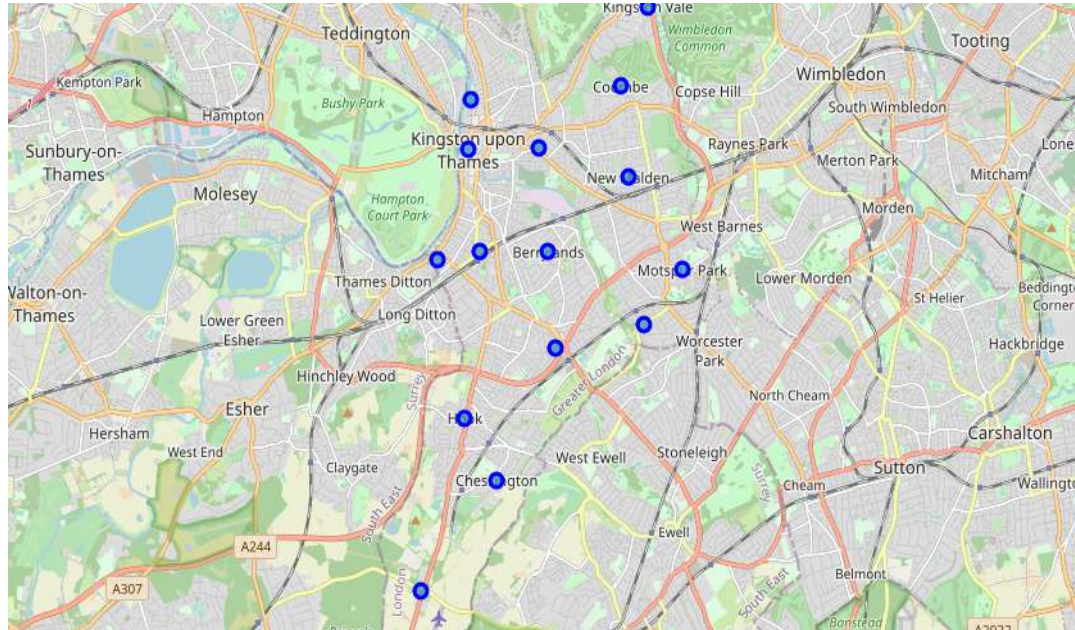 Kingston Vale
Teddington
Wimbledon
Common
Tooting
Kempton Park
Wimbledon
Coombe
Copse Hill
Bushy Park
Hampton
South Wimbledon
Kingston upon
Thames
Raynes Park
Sunbury-on-
Thames
Merton Park
Molesey
New Malden
Mitcham
Hampton
Court Park
Morden
West Barnes
Berrylands
Motspur Park
Thames Ditton
Lower Morden
Walton-on-
Thames
St Helier
Beddington
Corner
Long Ditton
Lower Green
Esher
Worcester
Park
Hackbridge
Greater London
Hinchley Wood
Surrey
North Cheam
Esher
Hook
Hersham
Carshalton
West End
West Ewell
Stoneleigh
Claygate
Sutton
Chessington
Surrey
Cheam
Wallington
South East
Ewell
A244
London
Belmont
A307
South East
Banstead